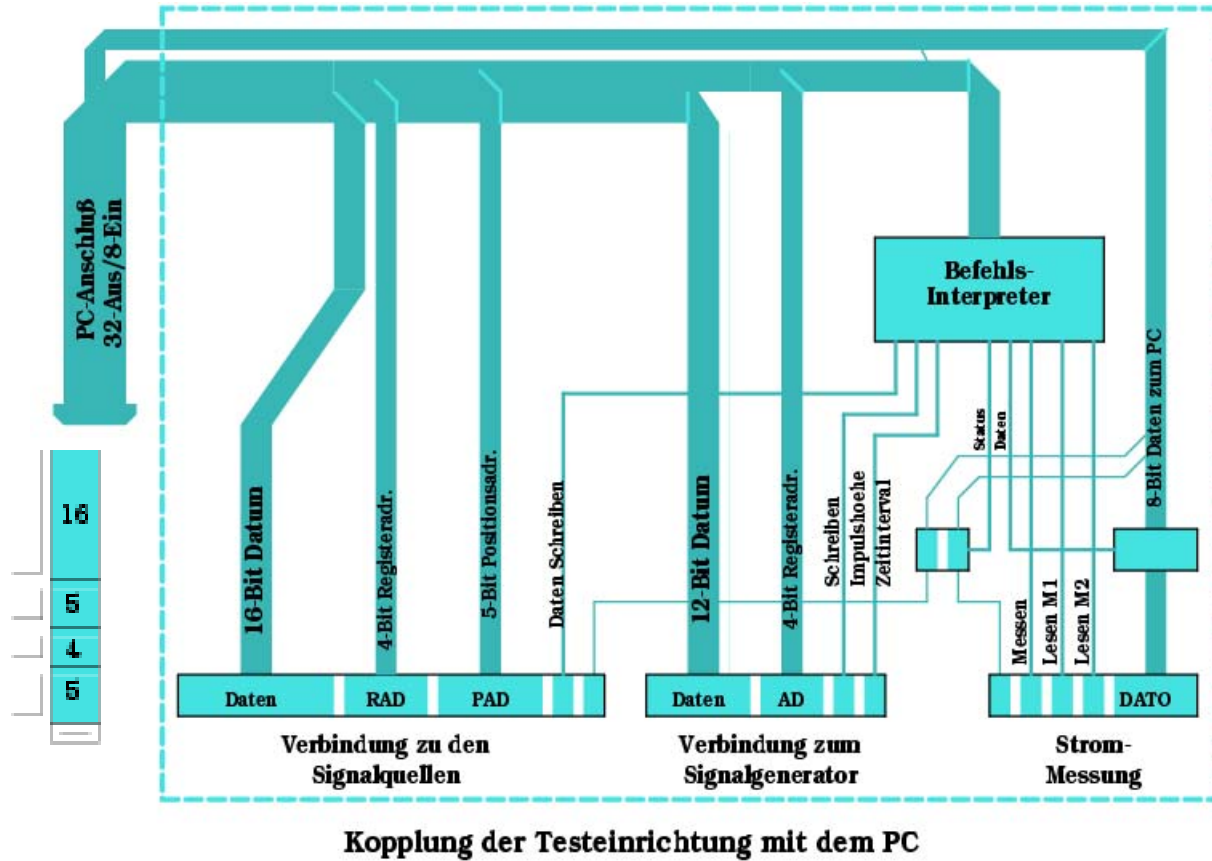 PC-Anschluß
32-Aus/8-Ein
16
5
4
5
Befehls-
Interpreter
16-Bit Datum
4-Bit Registeradr.
5-Bit Positionsadr.
Daten Schreiben
12-Bit Datum
4-Bit Registeradr.
Schreiben
Impulshoehe
Zeitinterval
Status
Daten
Messen
Lesen M1
Lesen M2
8-Bit Daten zum PC
Daten
RAD
PAD
Daten
AD
DATO
Verbindung zu den
Signalquellen
Verbindung zum
Signalgenerator
Strom-
Messung
Kopplung der Testeinrichtung mit dem PC